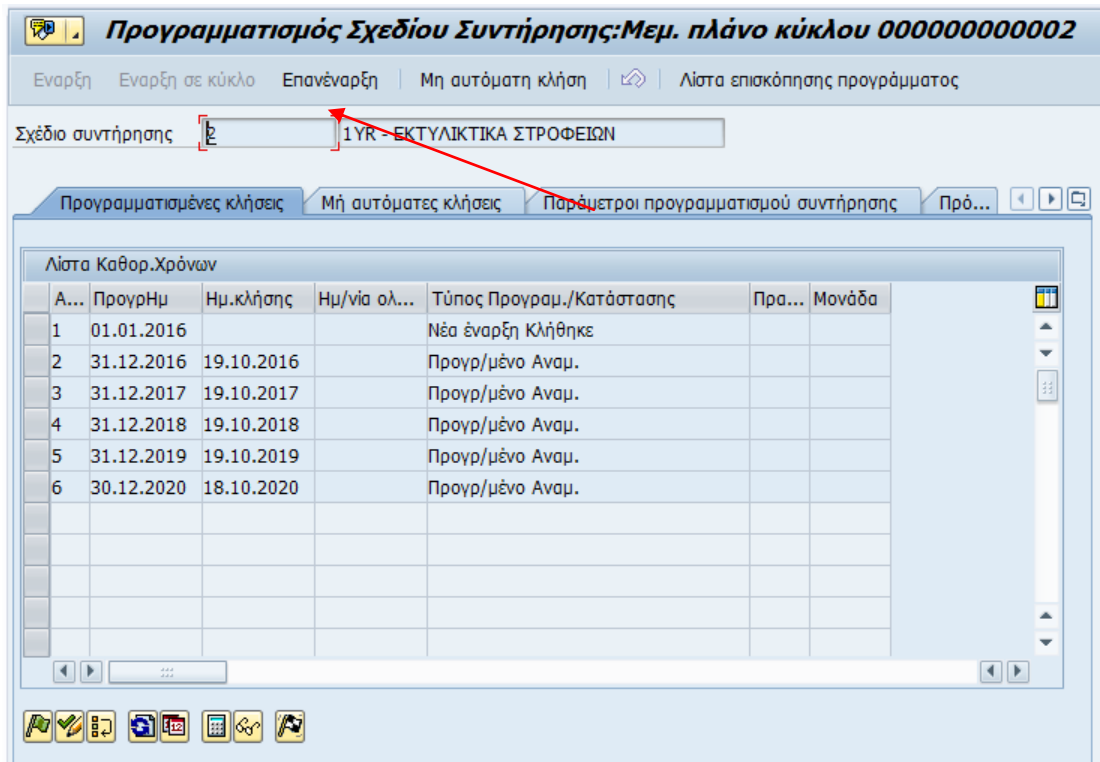 Προγραμματισμός Σχεδίου Συντήρησης:Μεμ. πλάνο κύκλου 000000000002
Εναρξη Εναρξη σε κύκλο Επανέναρξη Μη αυτόματη κλήση Λίστα επισκόπησης προγράμματος
Σχέδιο συντήρησης 2 1YR - ΕΚΤΥΛΙΚΤΙΚΑ ΣΤΡΟΦΕΙΩΝ
Προγραμματισμένες κλήσεις Μή αυτόματες κλήσεις Παράμετροι προγραμματισμού συντήρησης Πρό...
Λίστα Καθορ.Χρόνων
Α... ΠρογρΗμ Ημ.κλήσης Ημ/νία ολ... Τύπος Προγραμ./Κατάστασης Πρα... Μονάδα
1 01.01.2016 Νέα έναρξη Κλήθηκε
2 31.12.2016 19.10.2016 Προγρ/μένο Αναμ.
3 31.12.2017 19.10.2017 Προγρ/μένο Αναμ.
4 31.12.2018 19.10.2018 Προγρ/μένο Αναμ.
5 31.12.2019 19.10.2019 Προγρ/μένο Αναμ.
6 30.12.2020 18.10.2020 Προγρ/μένο Αναμ.
12